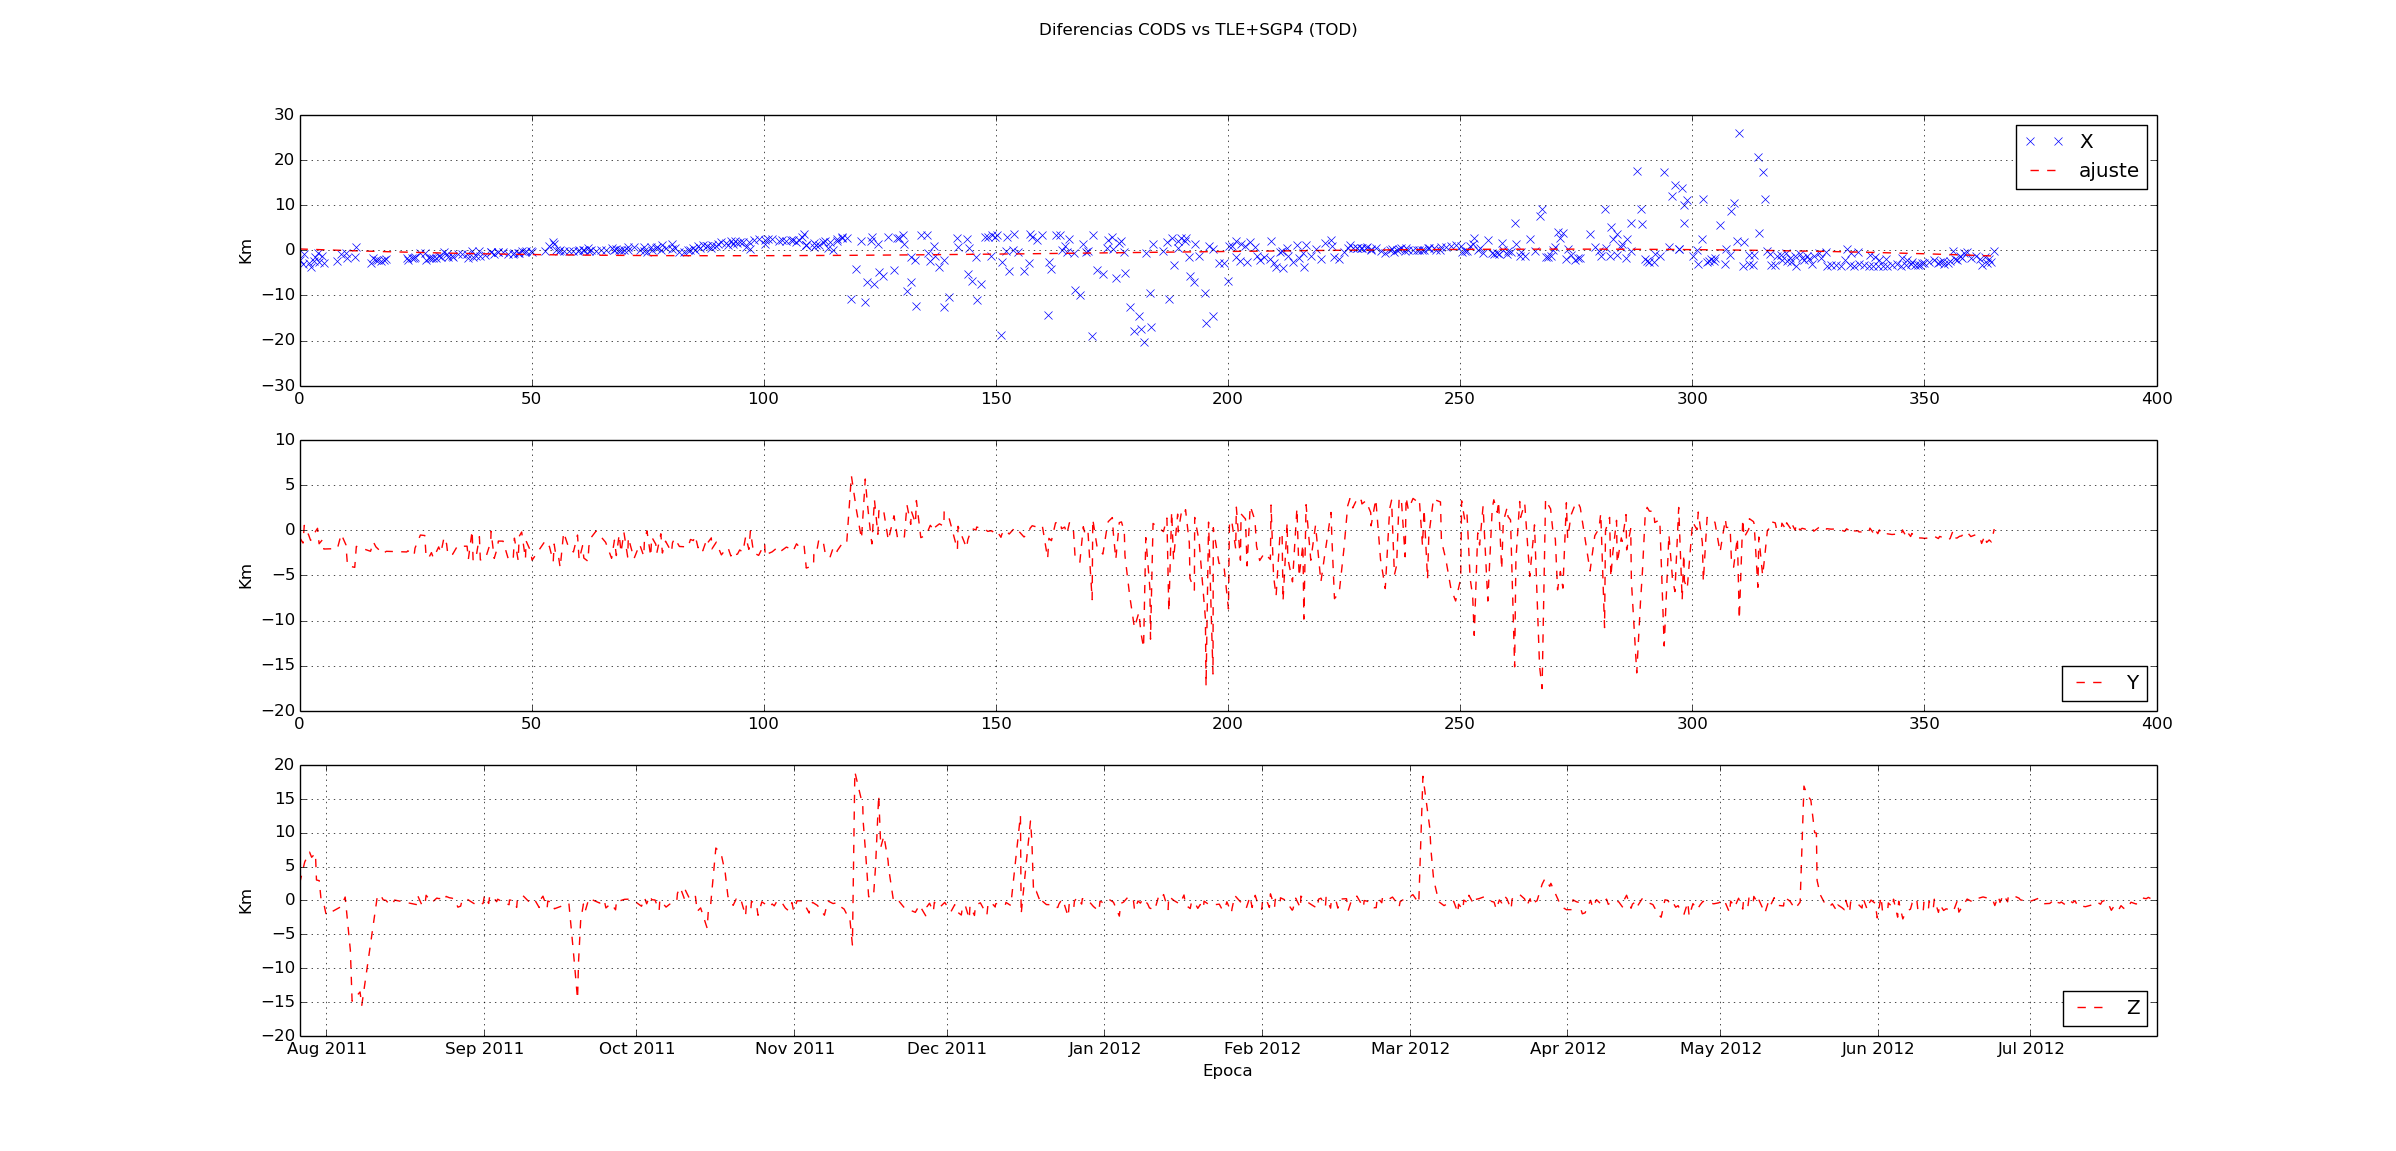 Diferencias CODS vs TLE+SGP4 (TOD)
30
20
10
0
−10
−20
−30
Km
X
ajuste
0 50 100 150 200 250 300 350 400
10
5
0
−5
−10
−15
−20
Km
Y
0 50 100 150 200 250 300 350 400
20
15
10
5
0
−5
−10
−15
−20
Km
Z
Aug 2011 Sep 2011 Oct 2011 Nov 2011 Dec 2011 Jan 2012 Feb 2012 Mar 2012 Apr 2012 May 2012 Jun 2012 Jul 2012
Epoca